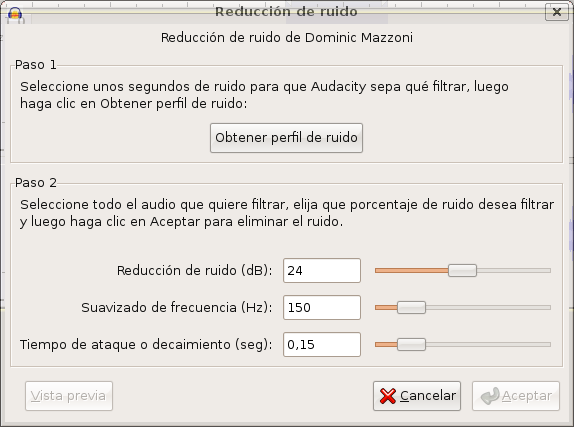 Reducción de ruido
Reducción de ruido de Dominic Mazzoni
Paso 1
Seleccione unos segundos de ruido para que Audacity sepa qué filtrar, luego
haga clic en Obtener perfil de ruido:
Obtener perfil de ruido
Paso 2
Seleccione todo el audio que quiere filtrar, elija que porcentaje de ruido desea filtrar
y luego haga clic en Aceptar para eliminar el ruido.
Reducción de ruido (dB): 24
Suavizado de frecuencia (Hz): 150
Tiempo de ataque o decaimiento (seg): 0,15
Vista previa Cancelar Aceptar